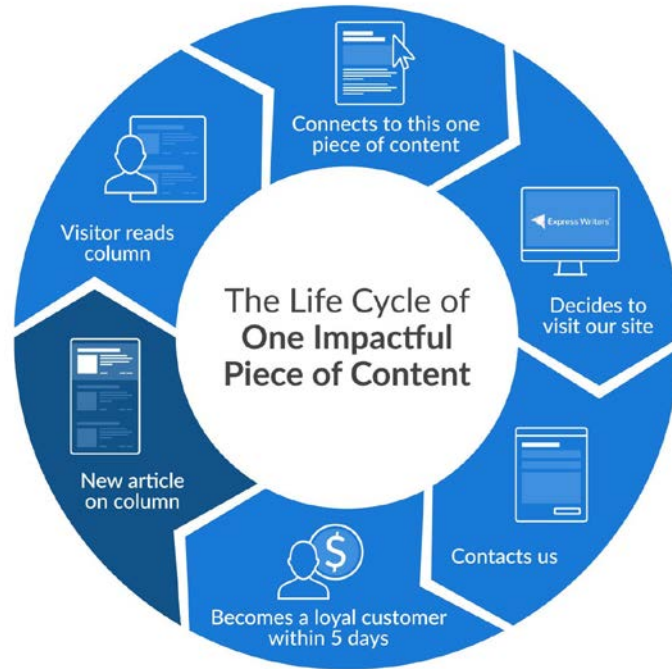 The Life Cycle of
One Impactful
Piece of Content
New article
on column
Visitor reads
column
Connects to this one
piece of content
Express Writers
Decides to
visit our site
Contacts us
Becomes a loyal customer
within 5 days
$